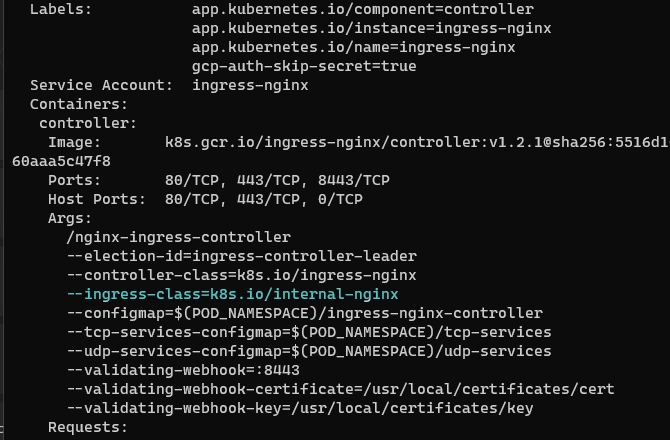 Labels: app.kubernetes.io/component=controller
app.kubernetes.io/instance=ingress-nginx
app.kubernetes.io/name=ingress-nginx
gcp-auth-skip-secret=true
Service Account: ingress-nginx
Containers:
controller:
Image: k8s.gcr.io/ingress-nginx/controller:v1.2.1@sha256:5516d1
60aaa5c47f8
Ports: 80/TCP, 443/TCP, 8443/TCP
Host Ports: 80/TCP, 443/TCP, 0/TCP
Args:
/nginx-ingress-controller
--election-id=ingress-controller-leader
--controller-class=k8s.io/ingress-nginx
--ingress-class=k8s.io/internal-nginx
--configmap=$(POD_NAMESPACE)/ingress-nginx-controller
--tcp-services-configmap=$(POD_NAMESPACE)/tcp-services
--udp-services-configmap=$(POD_NAMESPACE)/udp-services
--validating-webhook=:8443
--validating-webhook-certificate=/usr/local/certificates/cert
--validating-webhook-key=/usr/local/certificates/key
Requests: